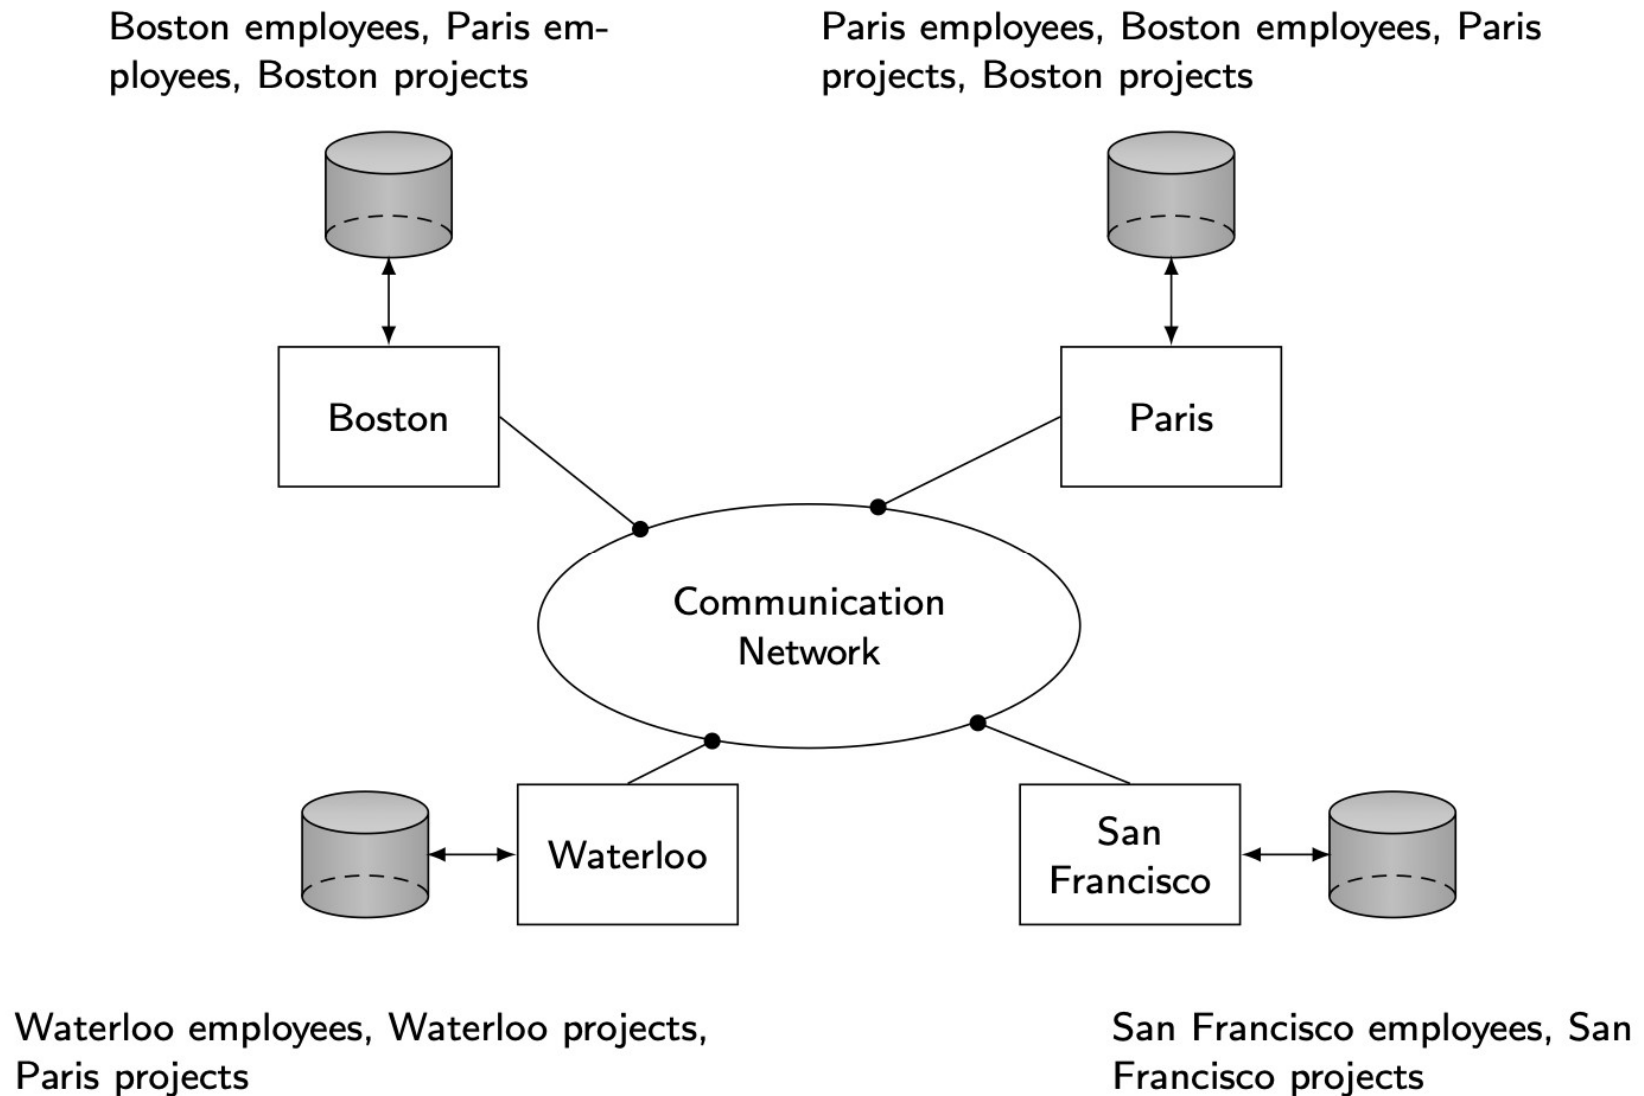 Boston employees, Paris em-
ployees, Boston projects
Paris employees, Boston employees, Paris
projects, Boston projects
Boston
Paris
Communication
Network
Waterloo
San
Francisco
Waterloo employees, Waterloo projects,
Paris projects
San Francisco employees, San
Francisco projects